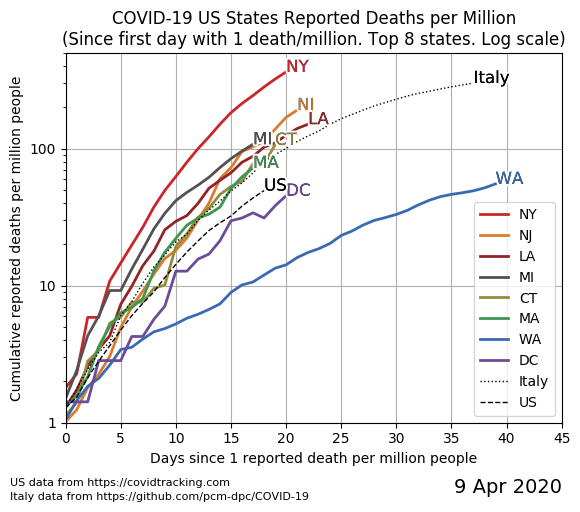 COVID-19 US States Reported Deaths per Million
(Since first day with 1 death/million. Top 8 states. Log scale)
Cumulative reported deaths per million people
100
10
1
NY
Italy
NJ
LA
MI
CT
MA
US
DC
WA
NY
NJ
LA
MI
CT
MA
WA
DC
Italy
US
0 5 10 15 20 25 30 35 40 45
Days since 1 reported death per million people
US data from https://covidtracking.com
Italy data from https://github.com/pcm-dpc/COVID-19
9 Apr 2020